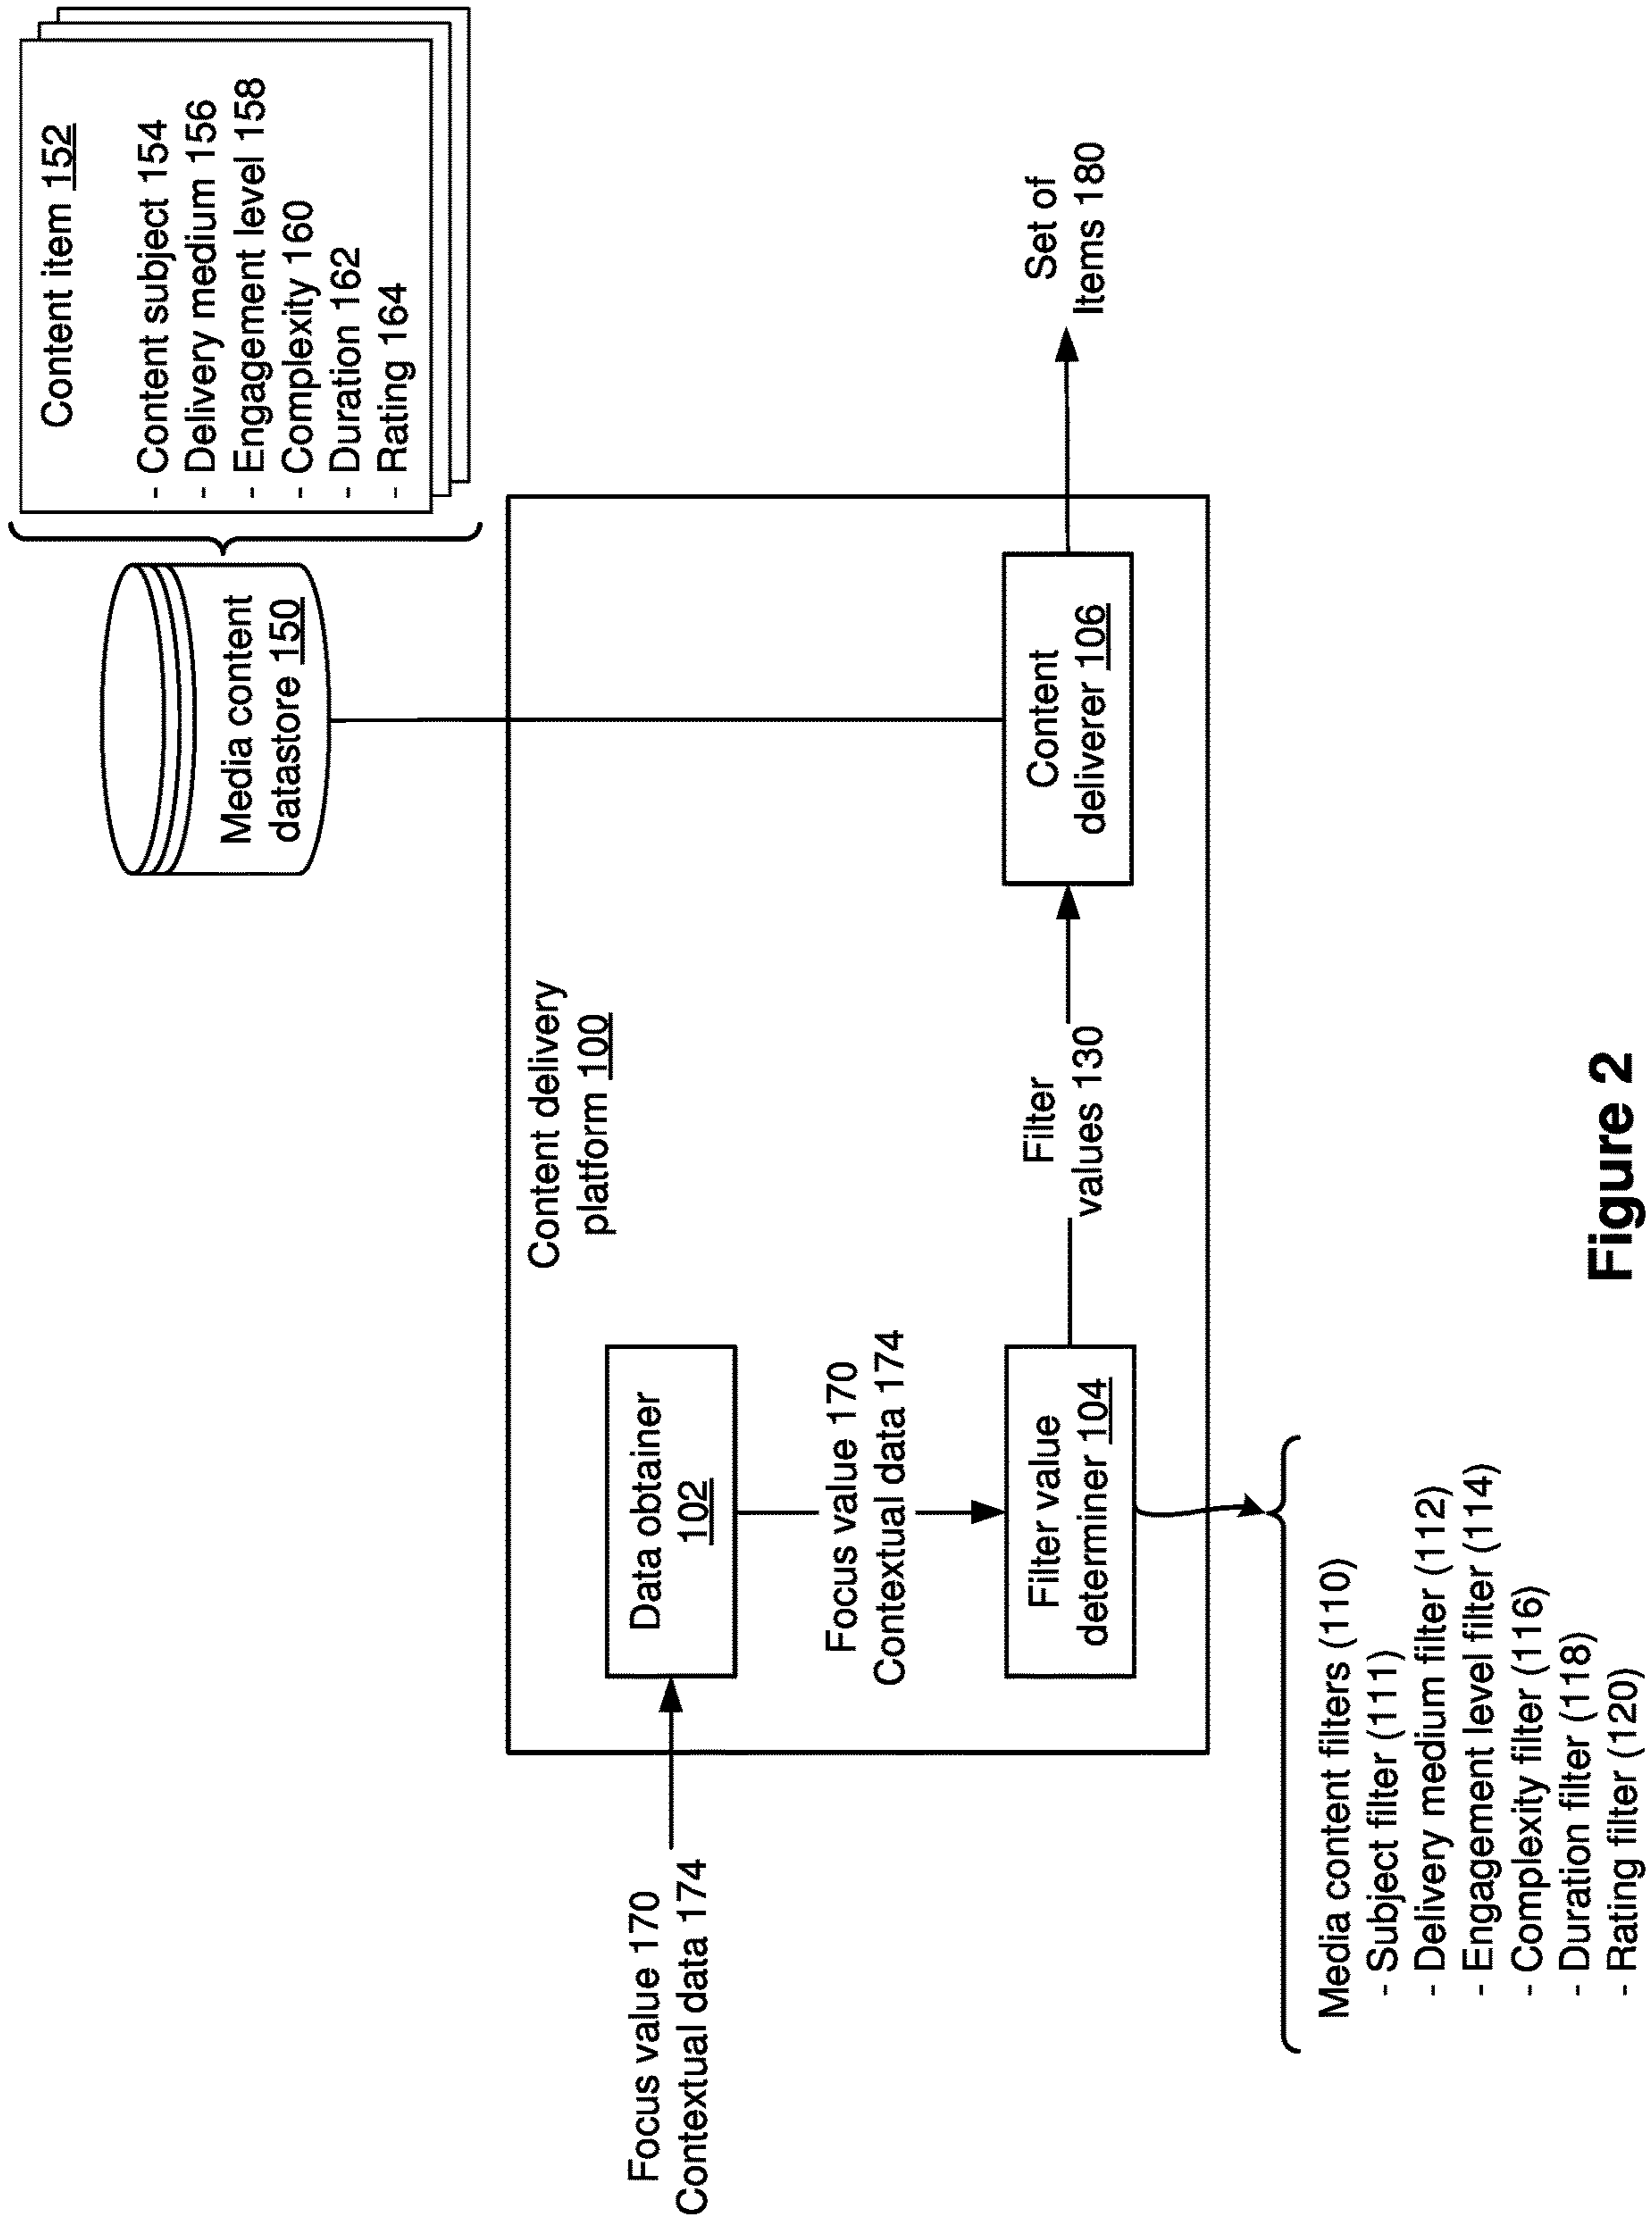 Content item 152
- Content subject 154
- Delivery medium 156
- Engagement level 158
- Complexity 160
- Duration 162
- Rating 164
Media content
datastore 150
Content delivery
platform 100
Focus value 170
Contextual data 174
Data obtainer
102
Focus value 170
Contextual data 174
Filter value
determiner 104
Filter
values 130
Content
deliverer 106
Set of
Items 180
Media content filters (110)
- Subject filter (111)
- Delivery medium filter (112)
- Engagement level filter (114)
- Complexity filter (116)
- Duration filter (118)
- Rating filter (120)
Figure 2